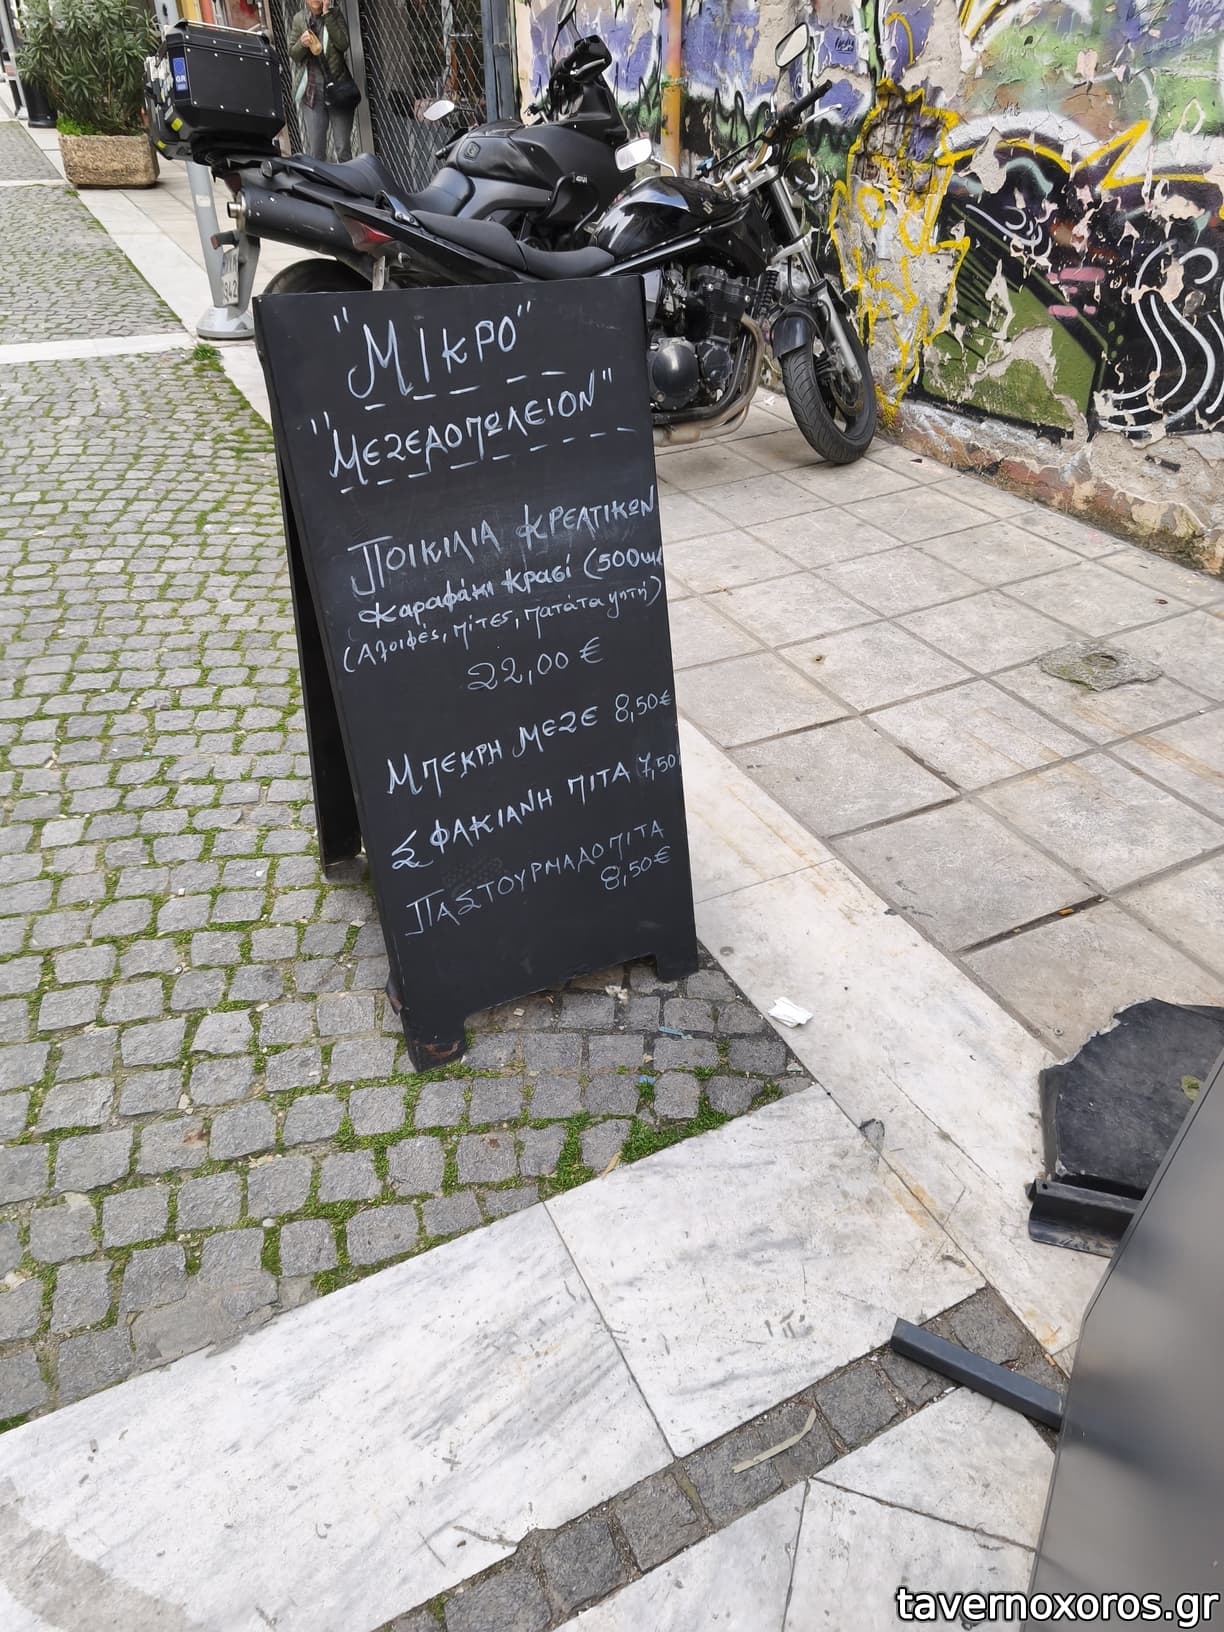 "Μικρο"
"Μεζεδοπωλειον"
Ποικιλια κρεατικων
καραφάκι κρασί (500ml
(Αλοιφές, πίτες, πατάτα ψητή)
22,00 €
Μπεκρη μεζε 8,50€
Σφακιανη πιτα (7,50
Παστουρμαδοπιτα
8,50€
tavernoxoros.gr